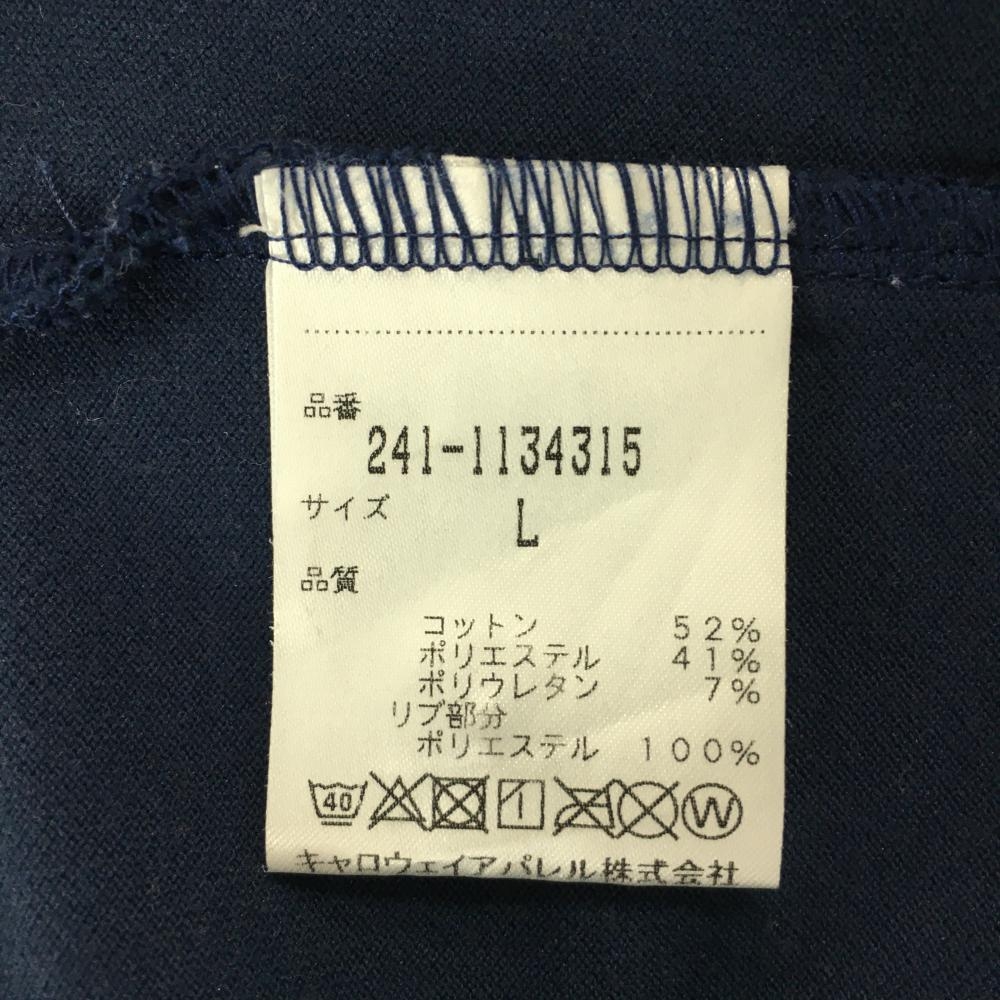 品番
241-1134315
サイズ L
品質
コットン 52%
ポリエステル 41%
ポリウレタン 7%
リブ部分
ポリエステル 100%
40 W
キャロウェイアパレル株式会社